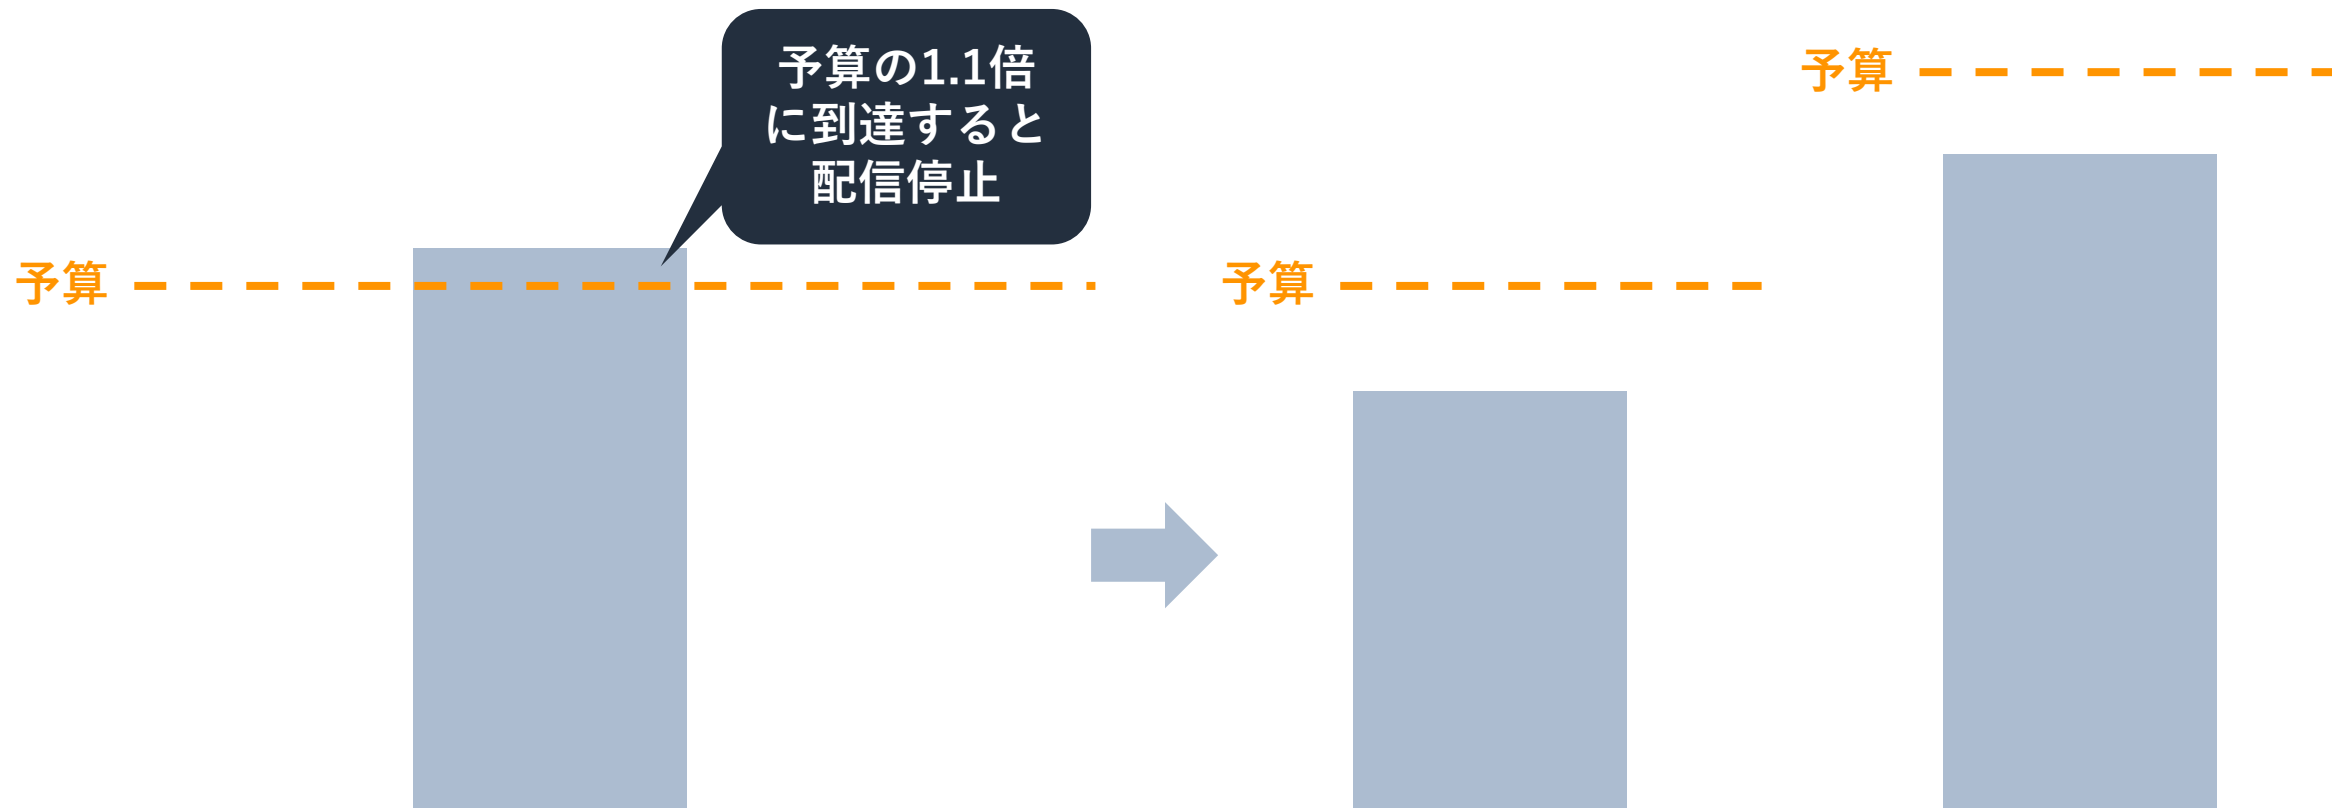 予算の1.1倍
に到達すると
配信停止
予算
予算
予算